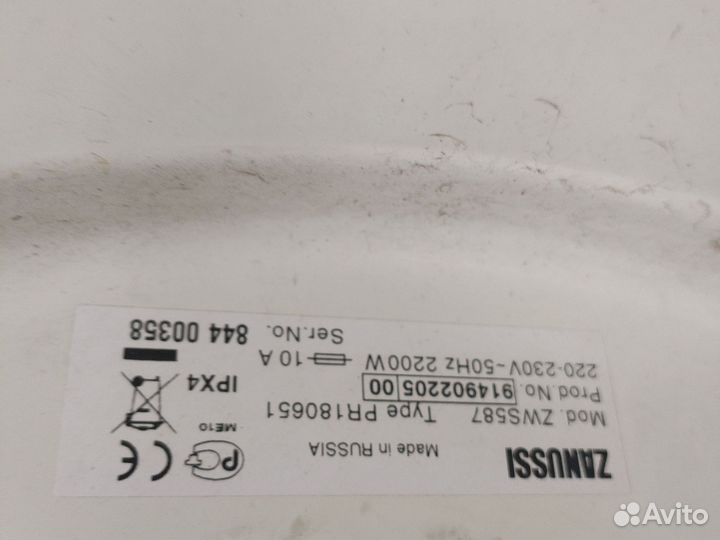 ZANUSSI Made in RUSSIA
ME10
Mod. ZWS587 Type PR180651
Prod.No. 914902205 00 IPX4
220-230V~50Hz 2200W 10 A
Ser.No. 844 00358
Avito